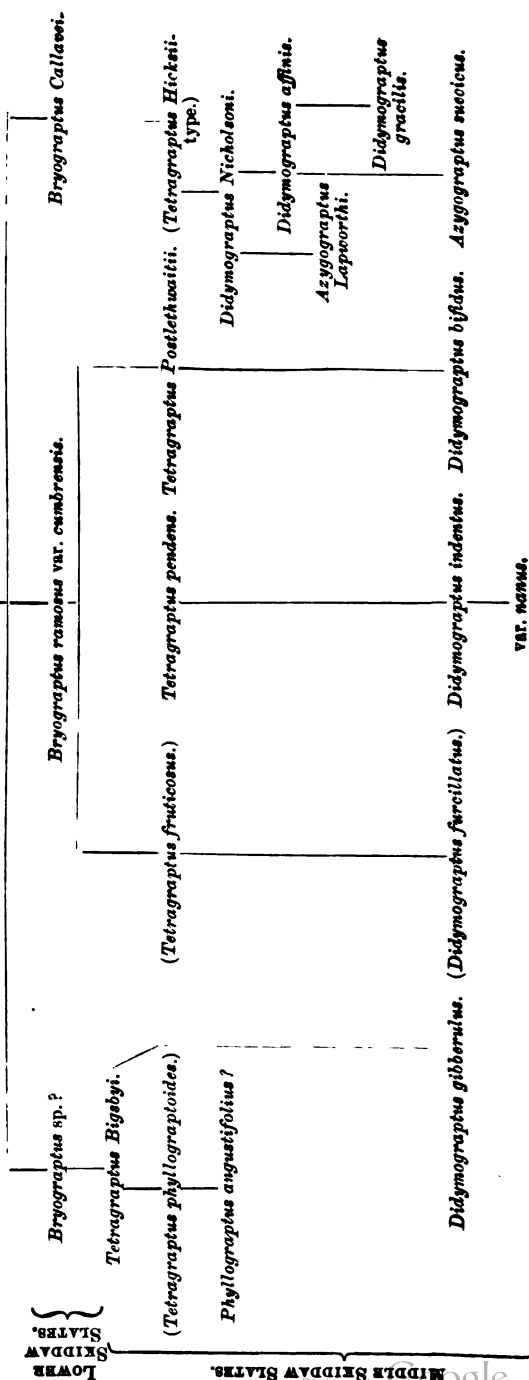 LOWER
SKIDDAW
SLATES.
MIDDLE SKIDDAW SLATES.
Bryograptus sp.?
Bryograptus ramosus var. cumbrensis.
Bryograptus Callavei.
Tetragraptus Bigsbyi.
(Tetragraptus phyllograptoides.)
(Tetragraptus fruticosus.)
Tetragraptus pendens.
Tetragraptus Postlethwaitii.
(Tetragraptus Hicksii-
type.)
Phyllograptus angustifolius?
Didymograptus Nicholsoni.
Didymograptus affinis.
Azygograptus
Lapworthi.
Didymograptus
gracilis.
Didymograptus gibberulus.
(Didymograptus furcillatus.)
Didymograptus indentus.
Didymograptus bifidus.
Azygograptus suecicus.
var. nanus.
Google